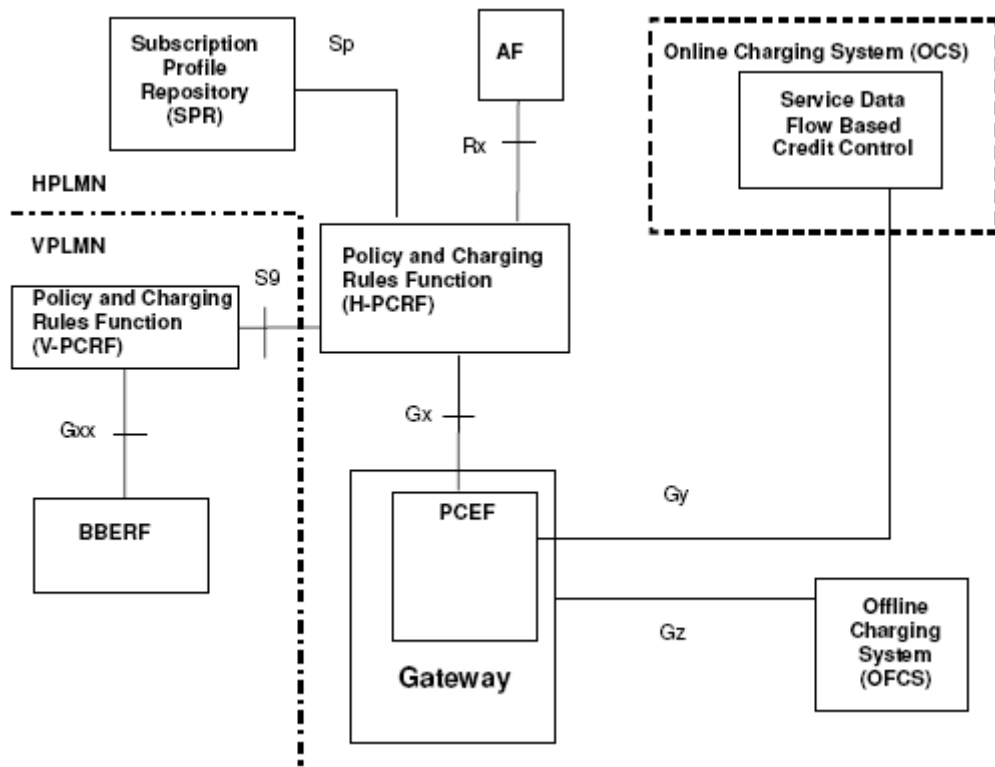 Subscription
Profile
Repository
(SPR)
Sp
AF
Online Charging System (OCS)
Service Data
Flow Based
Credit Control
Rx
HPLMN
VPLMN
Policy and Charging
Rules Function
(V-PCRF)
S9
Policy and Charging
Rules Function
(H-PCRF)
Gxx
Gx
BBERF
PCEF
Gy
Gz
Offline
Charging
System
(OFCS)
Gateway